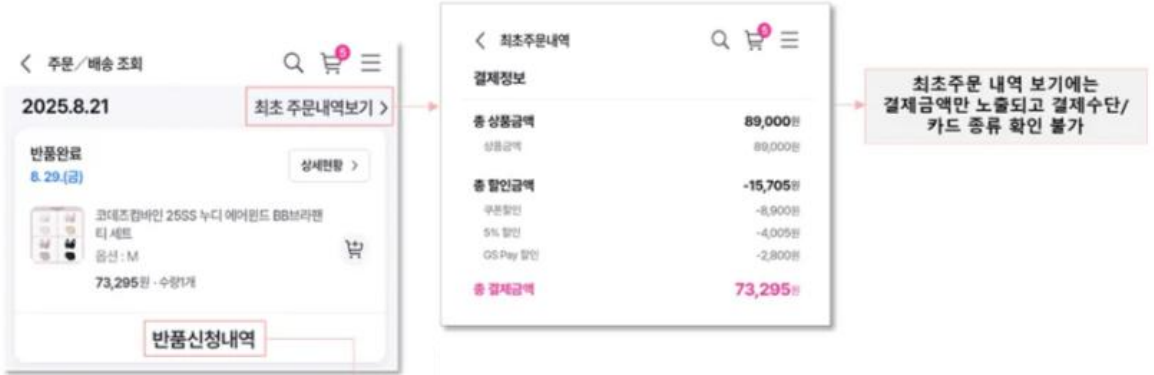 주문／배송 조회
5
2025.8.21
최초 주문내역보기 >
반품완료
8. 29.(금)
상세현황 >
코데즈컴바인 25SS 누디 에어윈드 BB브라팬
티 세트
옵션 : M
73,295원 · 수량1개
반품신청내역
최초주문내역
5
결제정보
총 상품금액 89,000원
상품금액 89,000원
총 할인금액 -15,705원
쿠폰할인 -8,900원
5% 할인 -4,005원
GS Pay 할인 -2,800원
총 결제금액 73,295원
최초주문 내역 보기에는
결제금액만 노출되고 결제수단/
카드 종류 확인 불가